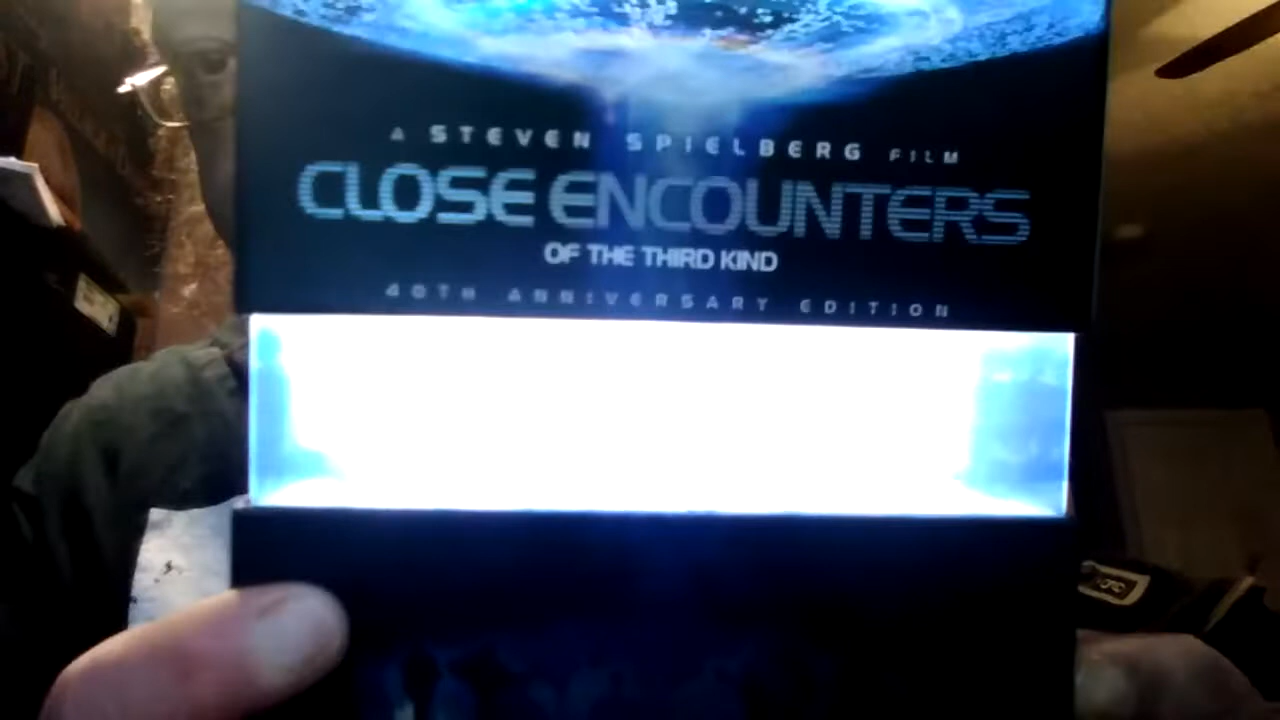 A STEVEN SPIELBERG FILM
CLOSE ENCOUNTERS
OF THE THIRD KIND
40TH ANNIVERSARY EDITION